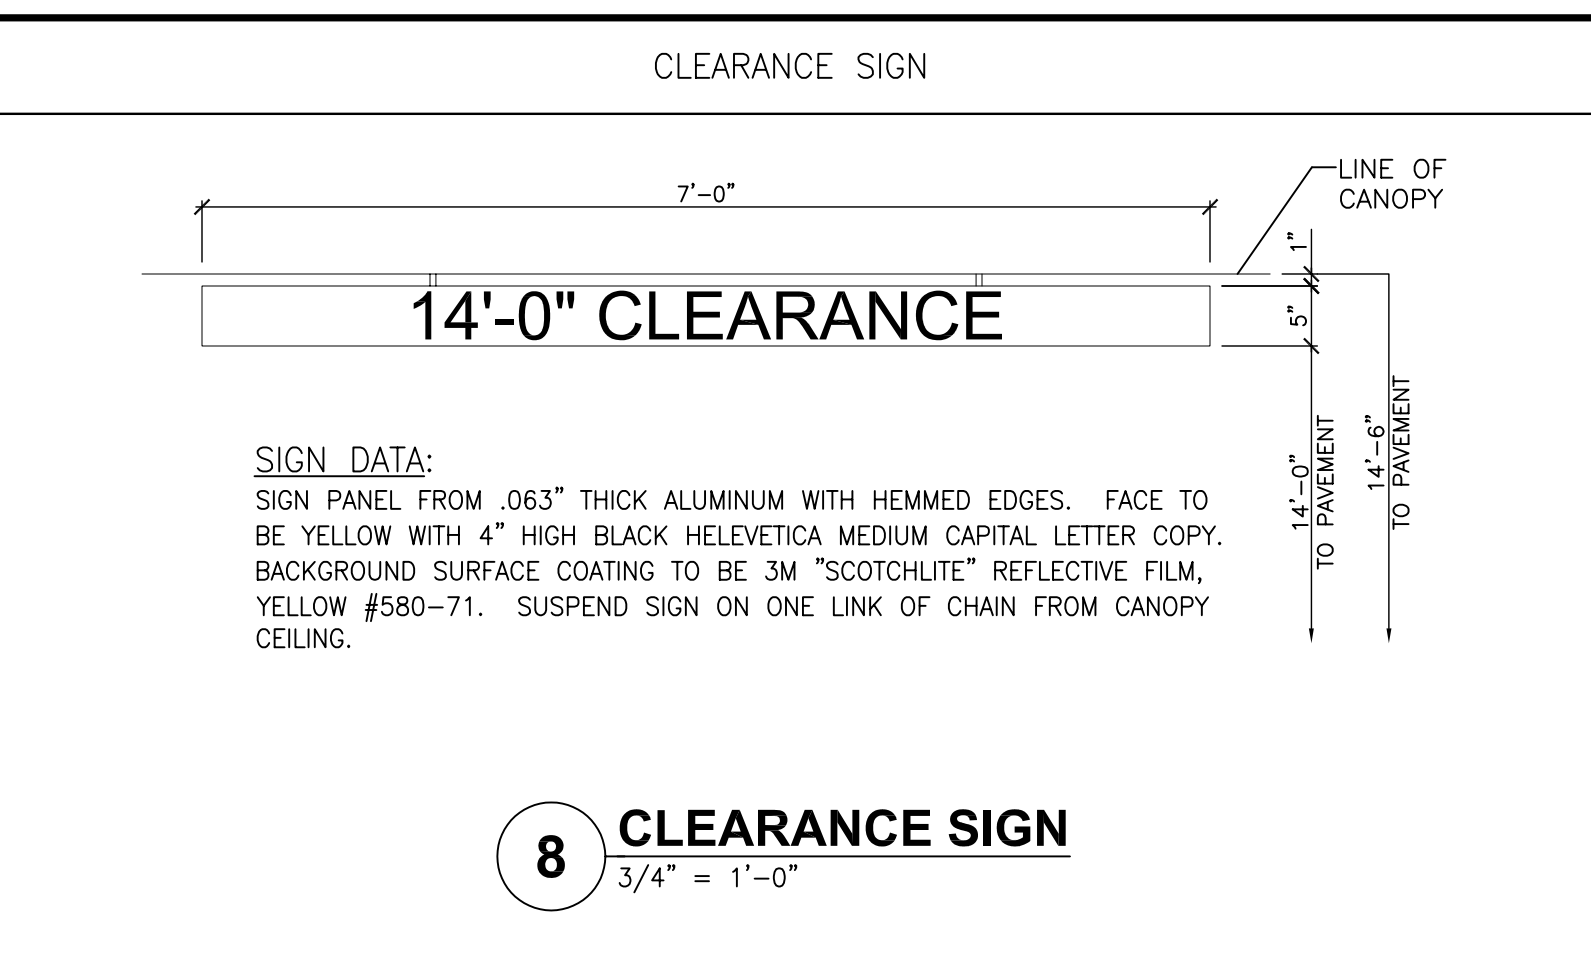 CLEARANCE SIGN
7'-0"
LINE OF
CANOPY
1"
14'-0" CLEARANCE
5"
14'-0"
TO PAVEMENT
14'-6"
TO PAVEMENT
SIGN DATA:
SIGN PANEL FROM .063" THICK ALUMINUM WITH HEMMED EDGES. FACE TO
BE YELLOW WITH 4" HIGH BLACK HELEVETICA MEDIUM CAPITAL LETTER COPY.
BACKGROUND SURFACE COATING TO BE 3M "SCOTCHLITE" REFLECTIVE FILM,
YELLOW #580-71. SUSPEND SIGN ON ONE LINK OF CHAIN FROM CANOPY
CEILING.
8
CLEARANCE SIGN
3/4" = 1'-0"